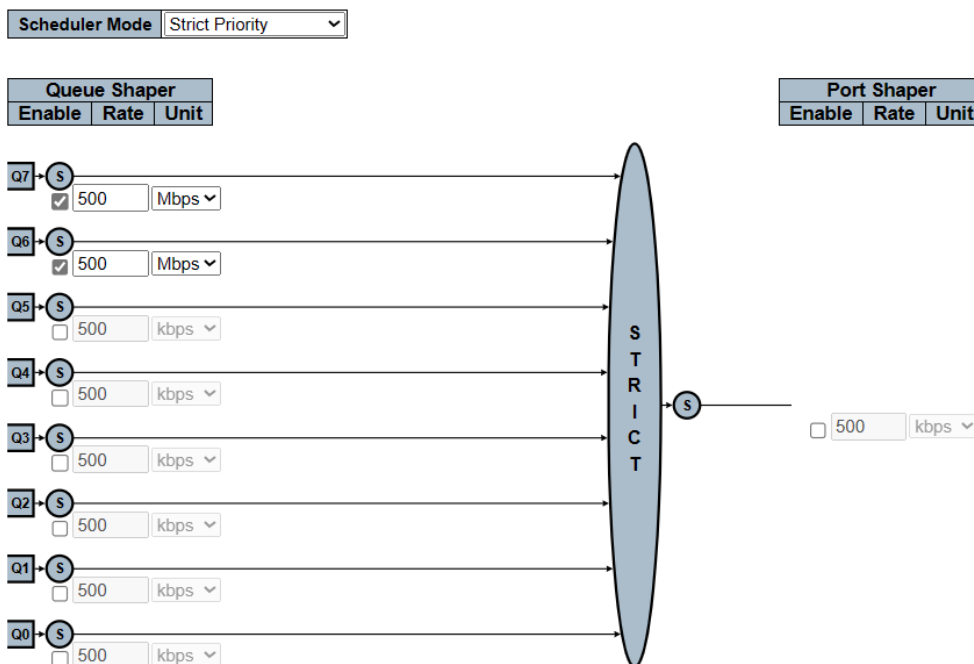 Scheduler Mode Strict Priority
Queue Shaper Port Shaper
Enable Rate Unit Enable Rate Unit
Q7 S
500 Mbps
Q6 S
500 Mbps
Q5 S
500 kbps
Q4 S
500 kbps
Q3 S
500 kbps
Q2 S
500 kbps
Q1 S
500 kbps
Q0 S
500 kbps
STRICT
S
500 kbps